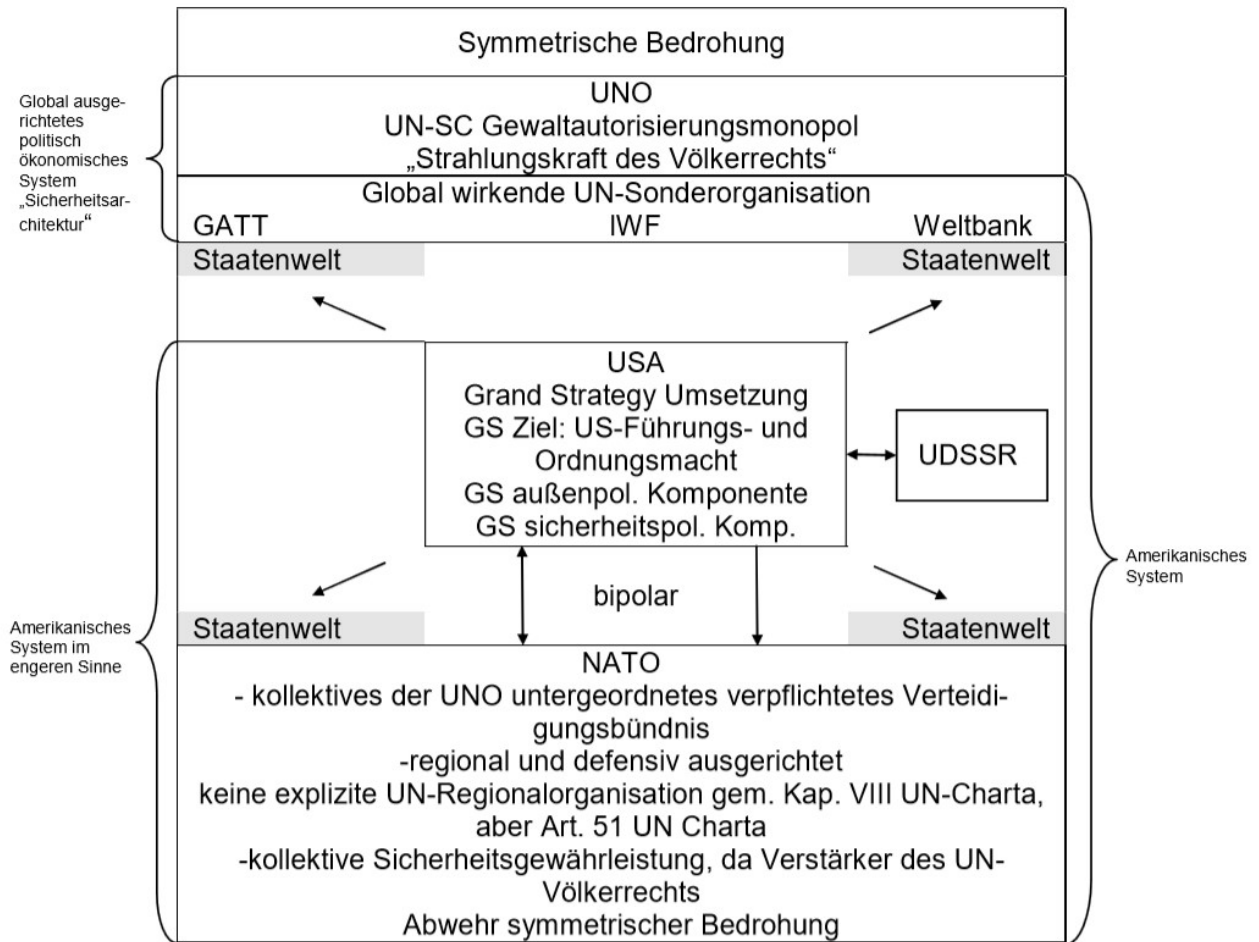 Symmetrische Bedrohung
Global ausge-
richtetes
politisch
ökonomisches
System
„Sicherheitsar-
chitektur“
UNO
UN-SC Gewaltautorisierungsmonopol
„Strahlungskraft des Völkerrechts“
Global wirkende UN-Sonderorganisation
GATT IWF Weltbank
Staatenwelt Staatenwelt
USA
Grand Strategy Umsetzung
GS Ziel: US-Führungs- und
Ordnungsmacht
GS außenpol. Komponente
GS sicherheitspol. Komp.
UDSSR
Amerikanisches
System
bipolar
Staatenwelt Staatenwelt
Amerikanisches
System im
engeren Sinne
NATO
- kollektives der UNO untergeordnetes verpflichtetes Verteidi-
gungsbündnis
-regional und defensiv ausgerichtet
keine explizite UN-Regionalorganisation gem. Kap. VIII UN-Charta,
aber Art. 51 UN Charta
-kollektive Sicherheitsgewährleistung, da Verstärker des UN-
Völkerrechts
Abwehr symmetrischer Bedrohung